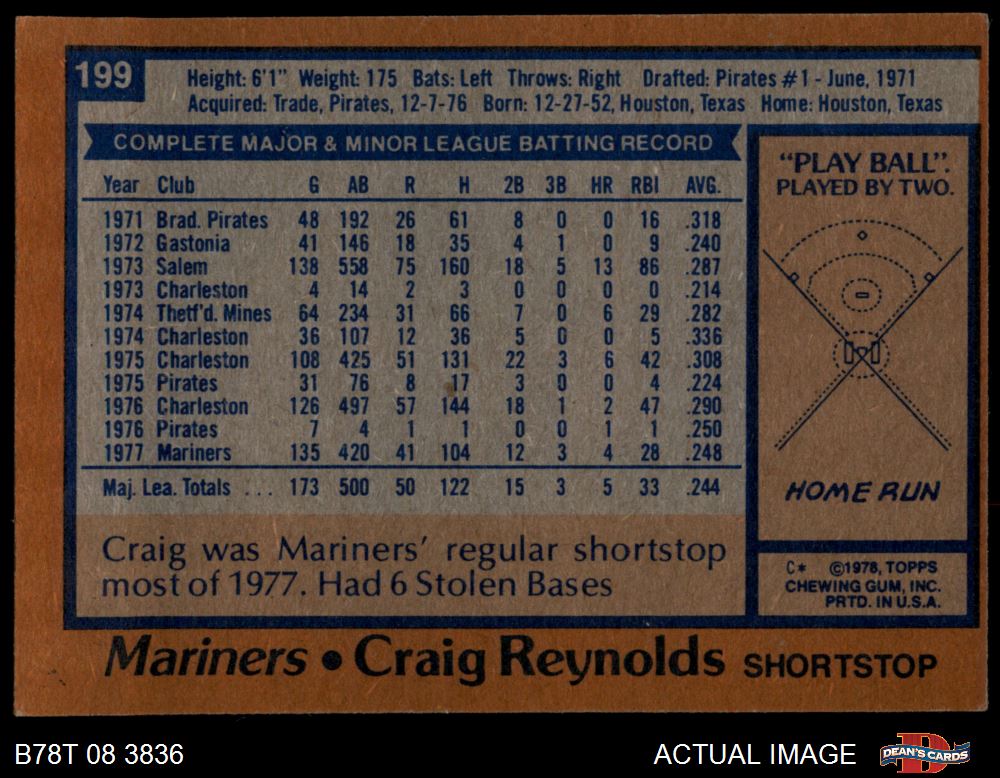 199
Height: 6'1" Weight: 175 Bats: Left Throws: Right Drafted: Pirates #1 - June, 1971
Acquired: Trade, Pirates, 12-7-76 Born: 12-27-52, Houston, Texas Home: Houston, Texas
COMPLETE MAJOR & MINOR LEAGUE BATTING RECORD
Year Club G AB R H 2B 3B HR RBI AVG.
1971 Brad. Pirates 48 192 26 61 8 0 0 16 .318
1972 Gastonia 41 146 18 35 4 1 0 9 .240
1973 Salem 138 558 75 160 18 5 13 86 .287
1973 Charleston 4 14 2 3 0 0 0 0 .214
1974 Thetf'd. Mines 64 234 31 66 7 0 6 29 .282
1974 Charleston 36 107 12 36 5 0 0 5 .336
1975 Charleston 108 425 51 131 22 3 6 42 .308
1975 Pirates 31 76 8 17 3 0 0 4 .224
1976 Charleston 126 497 57 144 18 1 2 47 .290
1976 Pirates 7 4 1 1 0 0 1 1 .250
1977 Mariners 135 420 41 104 12 3 4 28 .248
Maj. Lea. Totals ... 173 500 50 122 15 3 5 33 .244
Craig was Mariners' regular shortstop
most of 1977. Had 6 Stolen Bases
"PLAY BALL".
PLAYED BY TWO.
HOME RUN
C* ©1978, TOPPS
CHEWING GUM, INC.
PRTD. IN U.S.A.
Mariners • Craig Reynolds SHORTSTOP
B78T 08 3836
ACTUAL IMAGE
DEAN'S CARDS